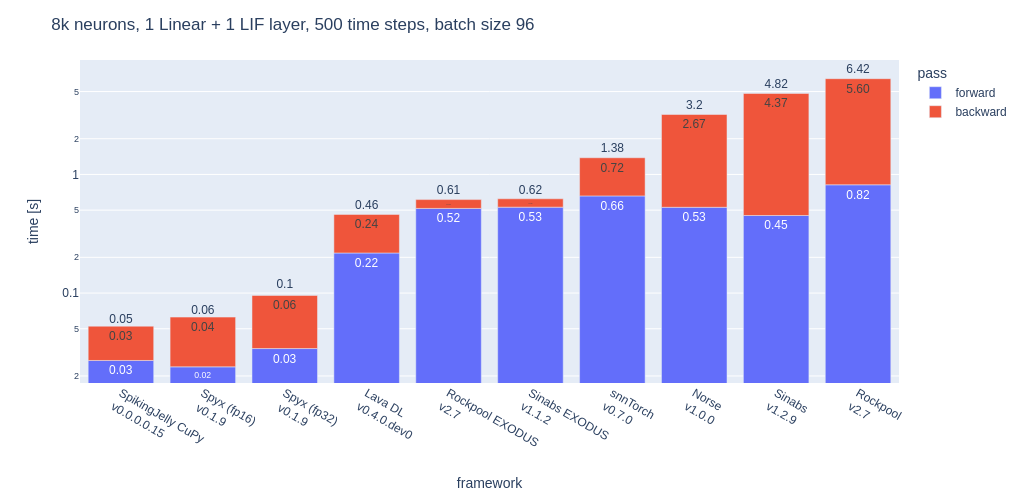 8k neurons, 1 Linear + 1 LIF layer, 500 time steps, batch size 96
pass
forward
backward
time [s]
5
2
1
5
2
0.1
5
2
0.05
0.03
0.03
0.06
0.04
0.02
0.1
0.06
0.03
0.46
0.24
0.22
0.61
0.52
0.62
0.53
1.38
0.72
0.66
3.2
2.67
0.53
4.82
4.37
0.45
6.42
5.60
0.82
SpikingJelly CuPy
v0.0.0.0.15
Spyx (fp16)
v0.1.9
Spyx (fp32)
v0.1.9
Lava DL
v0.4.0.dev0
Rockpool EXODUS
v2.7
Sinabs EXODUS
v1.1.2
snnTorch
v0.7.0
Norse
v1.0.0
Sinabs
v1.2.9
Rockpool
v2.7
framework